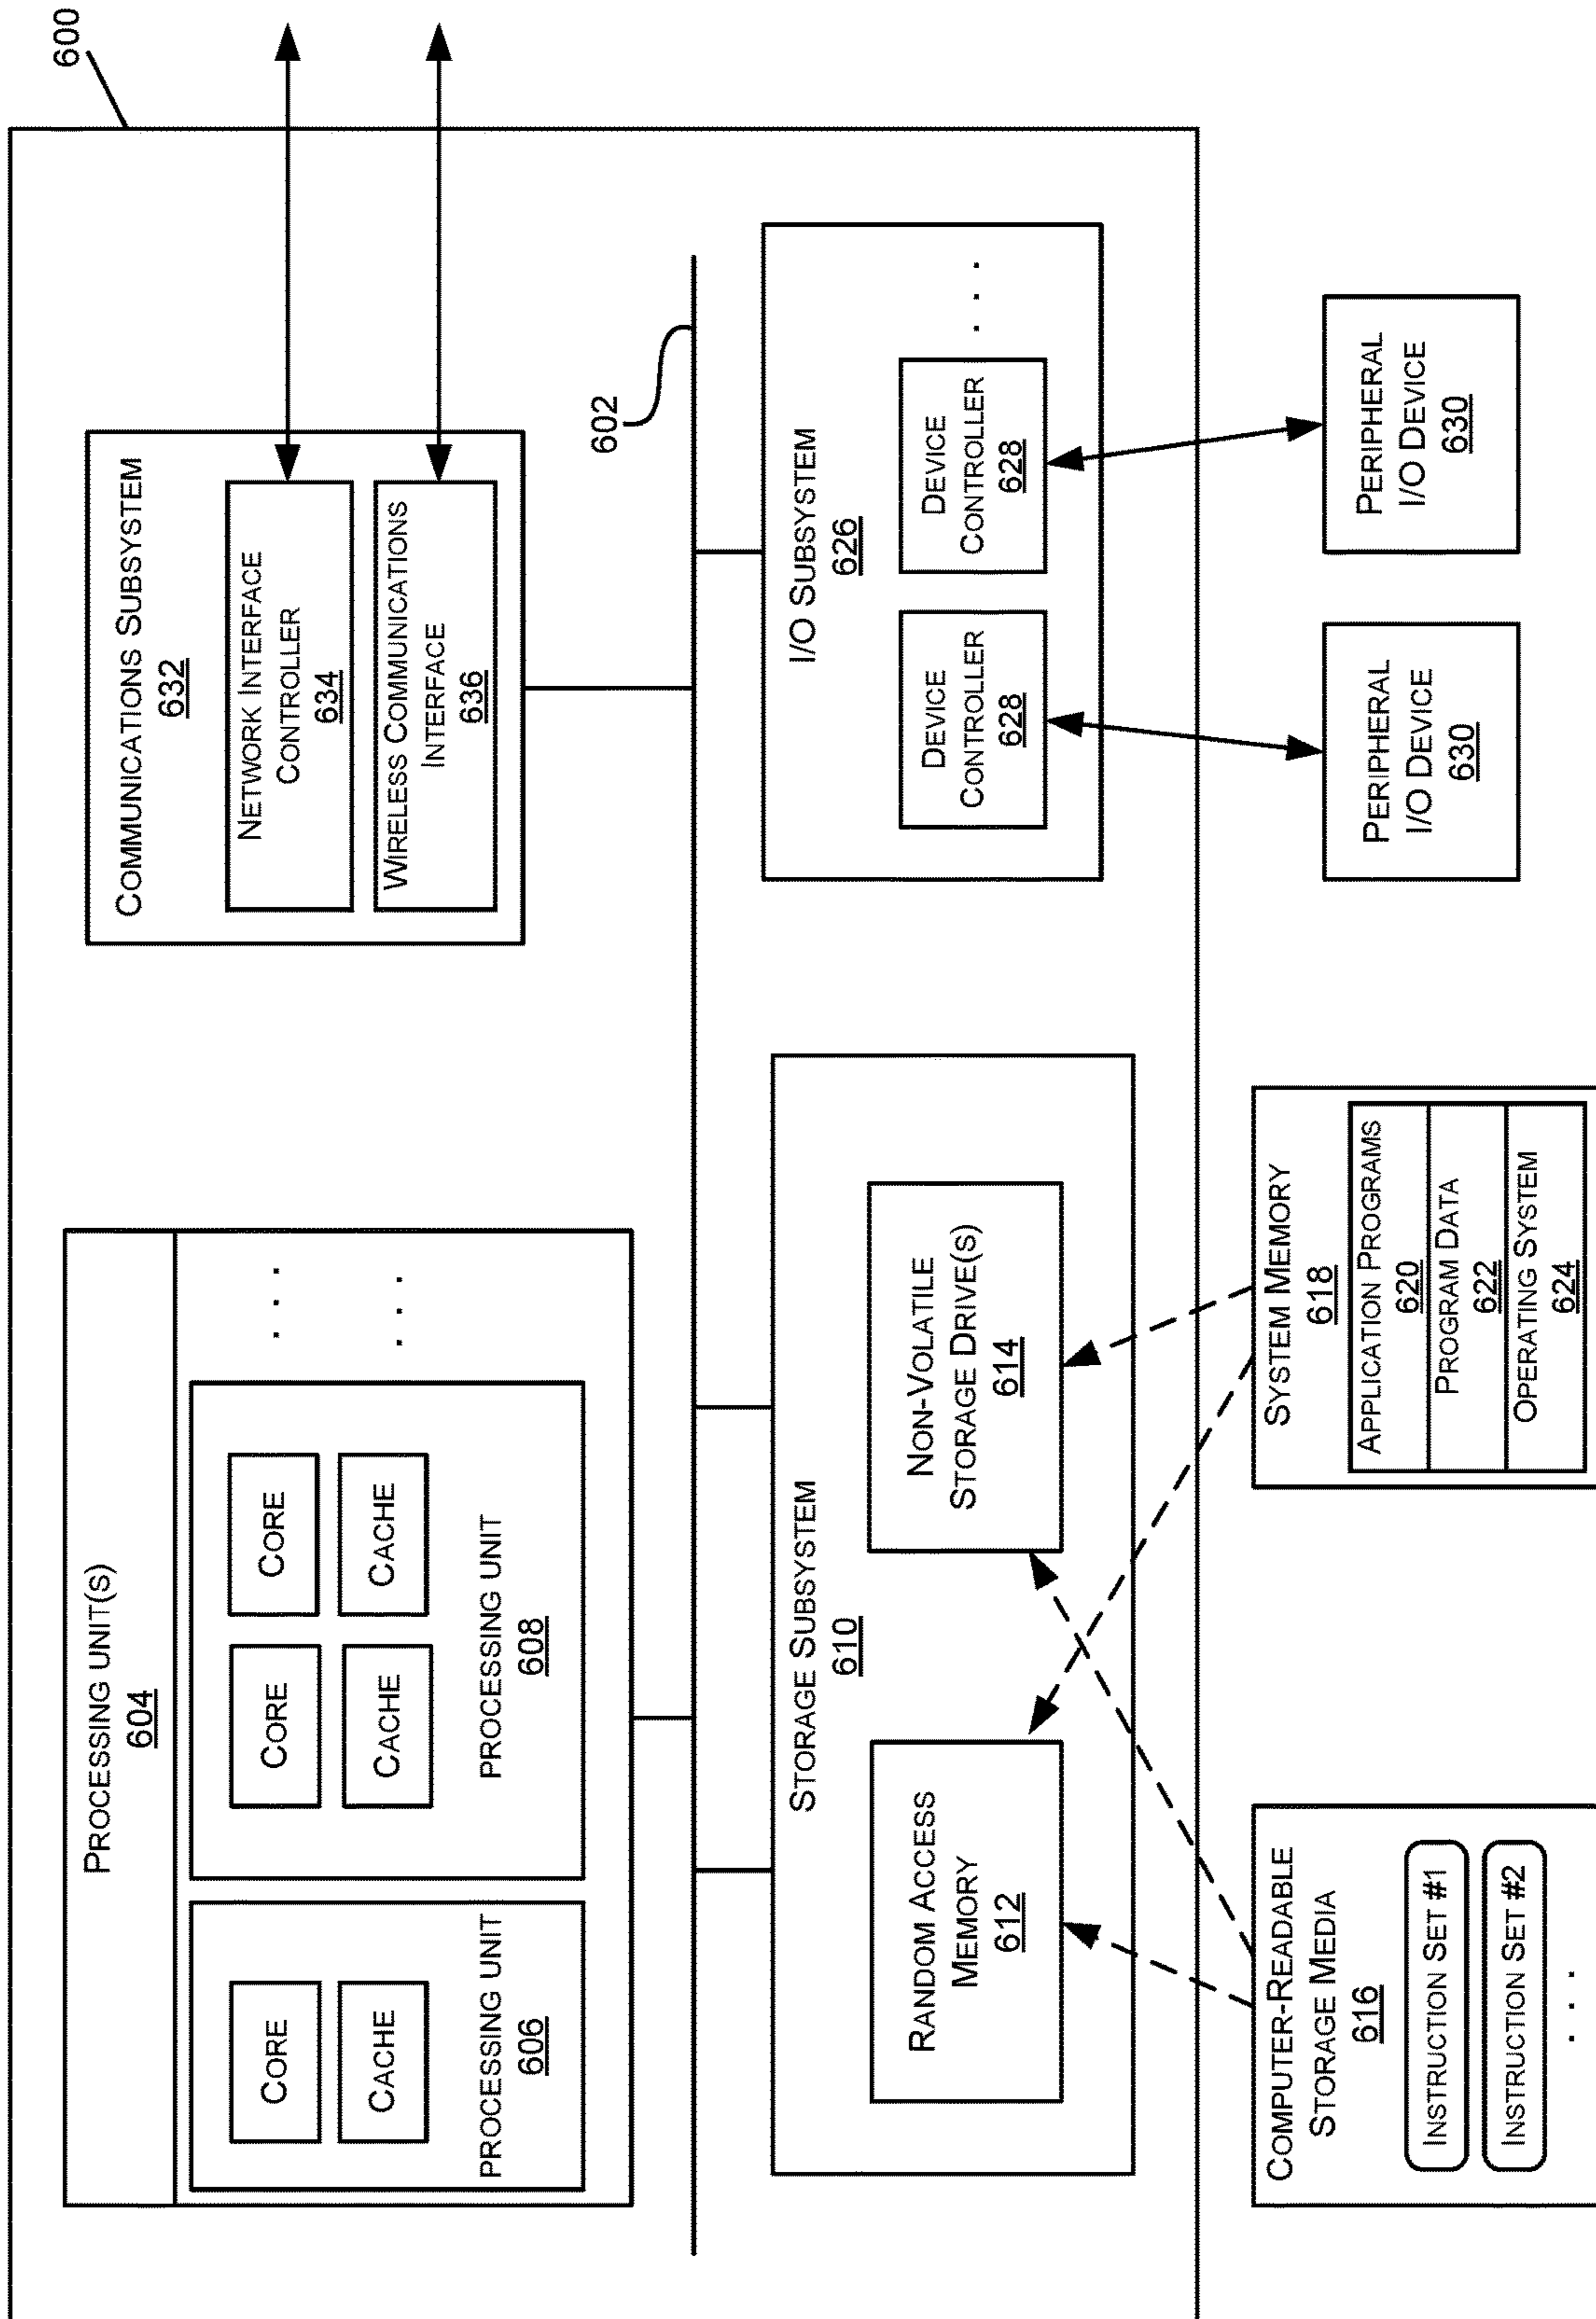 600
PROCESSING UNIT(S)
604
CORE
CACHE
PROCESSING UNIT
606
CORE
CORE
CACHE
CACHE
PROCESSING UNIT
608
. . .
. . .
COMMUNICATIONS SUBSYSTEM
632
NETWORK INTERFACE
CONTROLLER
634
WIRELESS COMMUNICATIONS
INTERFACE
636
602
STORAGE SUBSYSTEM
610
RANDOM ACCESS
MEMORY
612
NON-VOLATILE
STORAGE DRIVE(S)
614
I/O SUBSYSTEM
626
DEVICE
CONTROLLER
628
DEVICE
CONTROLLER
628
. . .
COMPUTER-READABLE
STORAGE MEDIA
616
INSTRUCTION SET #1
INSTRUCTION SET #2
. . .
SYSTEM MEMORY
618
APPLICATION PROGRAMS
620
PROGRAM DATA
622
OPERATING SYSTEM
624
PERIPHERAL
I/O DEVICE
630
PERIPHERAL
I/O DEVICE
630